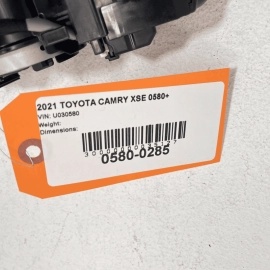 2021 TOYOTA CAMRY XSE 0580+
VIN: U030580
Weight:
Dimensions:
0580-0285